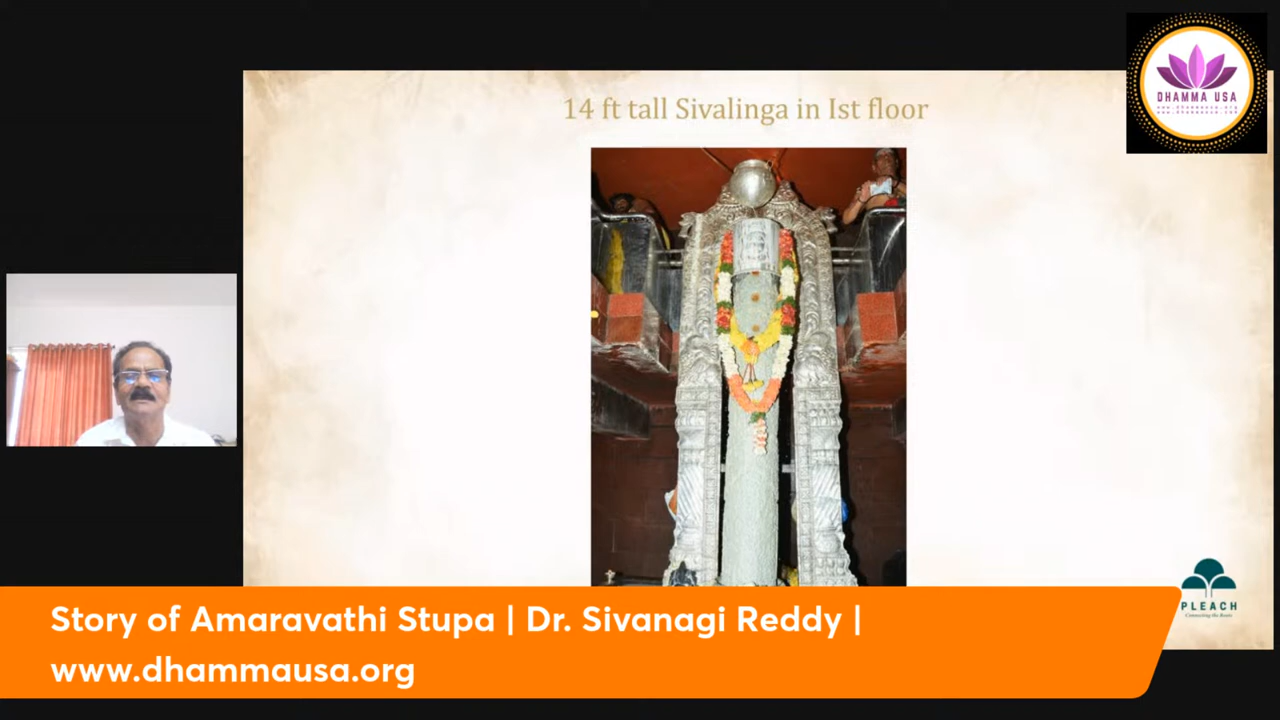 14 ft tall Sivalinga in Ist floor
DHAMMA USA
PLEACH
Story of Amaravathi Stupa | Dr. Sivanagi Reddy |
www.dhammausa.org